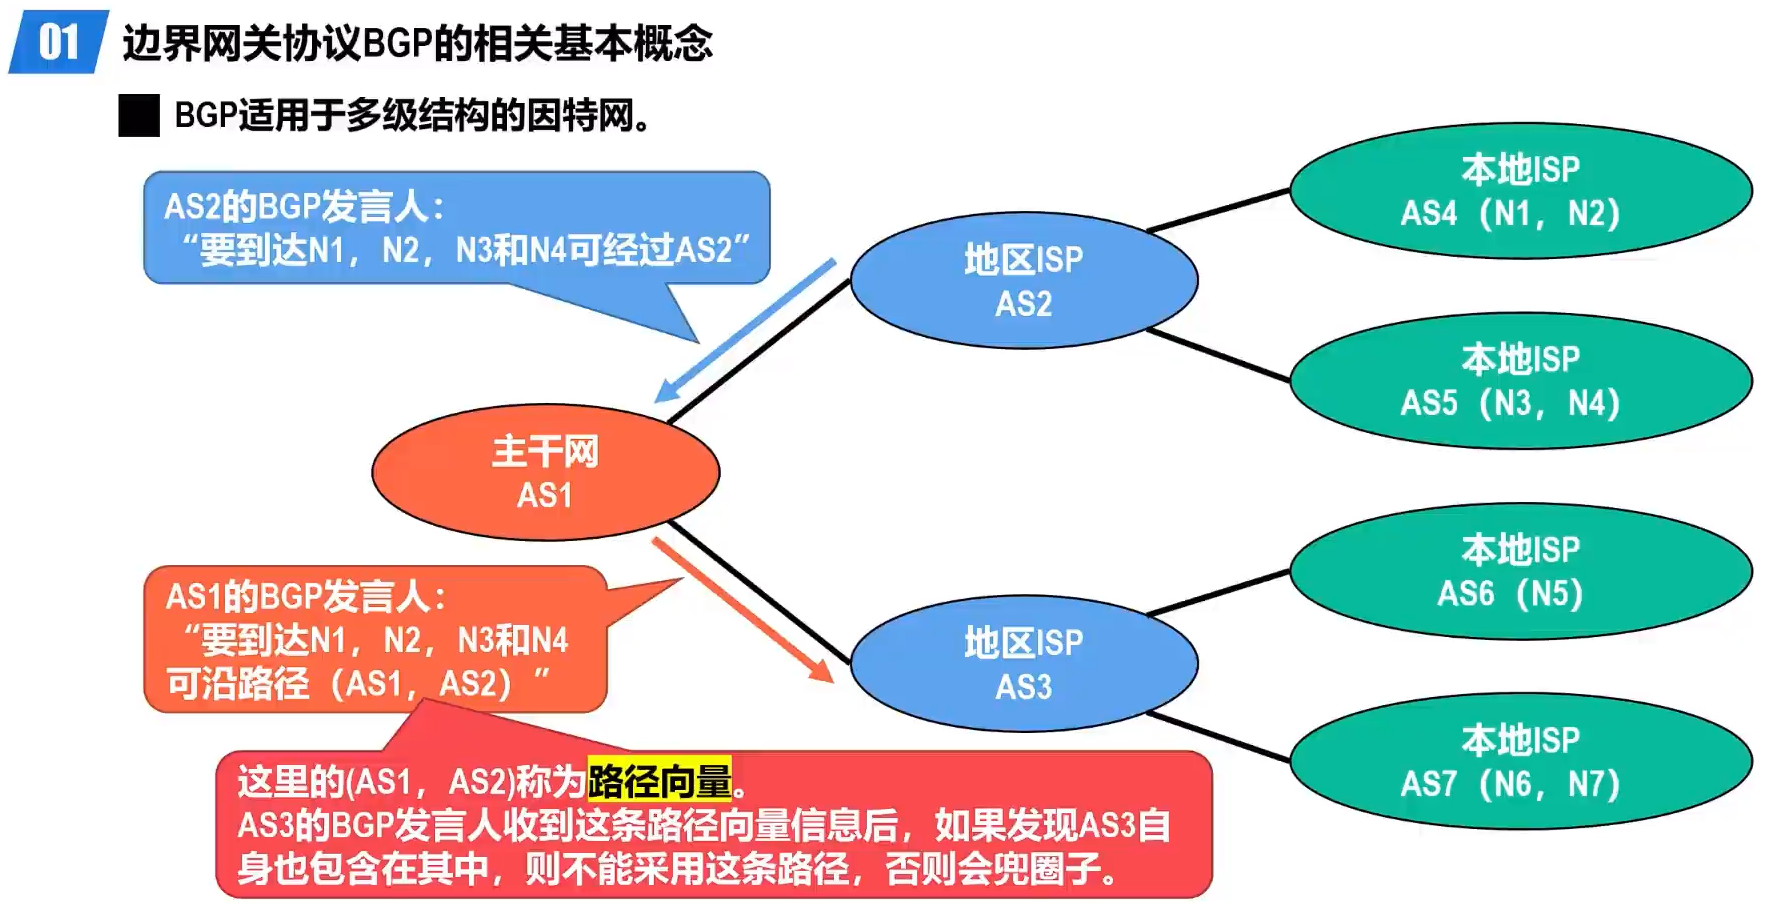 01 边界网关协议BGP的相关基本概念
BGP适用于多级结构的因特网。
AS2的BGP发言人：
“要到达N1，N2，N3和N4可经过AS2”
地区ISP
AS2
本地ISP
AS4（N1，N2）
本地ISP
AS5（N3，N4）
主干网
AS1
AS1的BGP发言人：
“要到达N1，N2，N3和N4
可沿路径（AS1，AS2）”
地区ISP
AS3
本地ISP
AS6（N5）
本地ISP
AS7（N6，N7）
这里的(AS1，AS2)称为路径向量。
AS3的BGP发言人收到这条路径向量信息后，如果发现AS3自
身也包含在其中，则不能采用这条路径，否则会兜圈子。